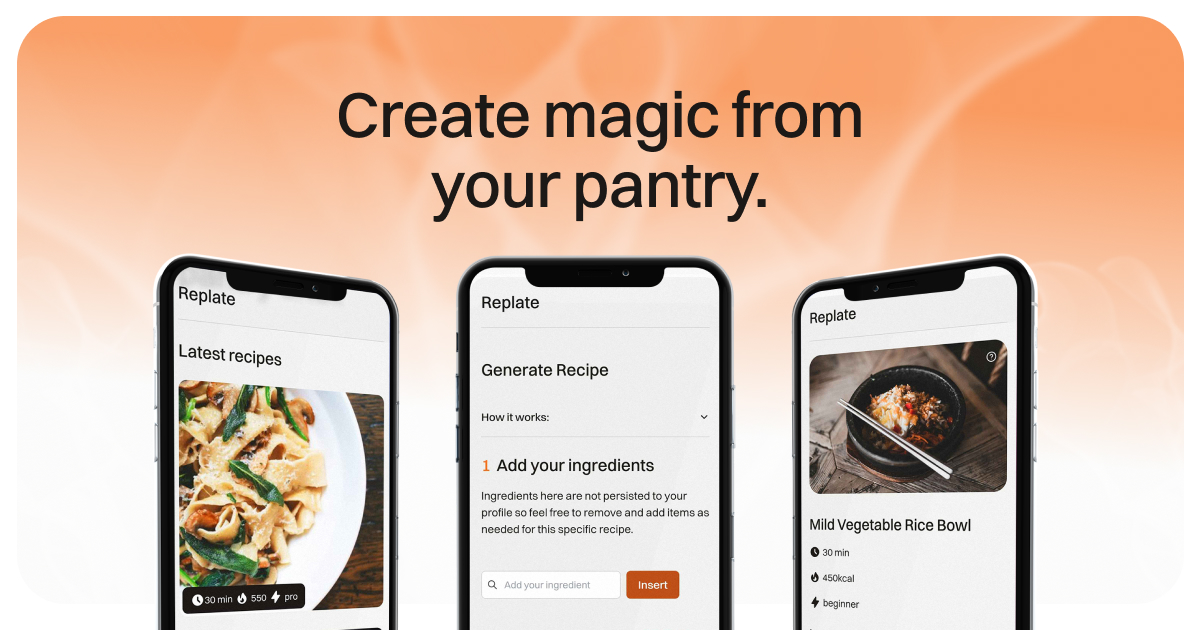 Create magic from
your pantry.
Replate
Latest recipes
30 min 550 pro
Replate
Generate Recipe
How it works:
1 Add your ingredients
Ingredients here are not persisted to your
profile so feel free to remove and add items as
needed for this specific recipe.
Add your ingredient
Insert
Replate
Mild Vegetable Rice Bowl
30 min
450kcal
beginner